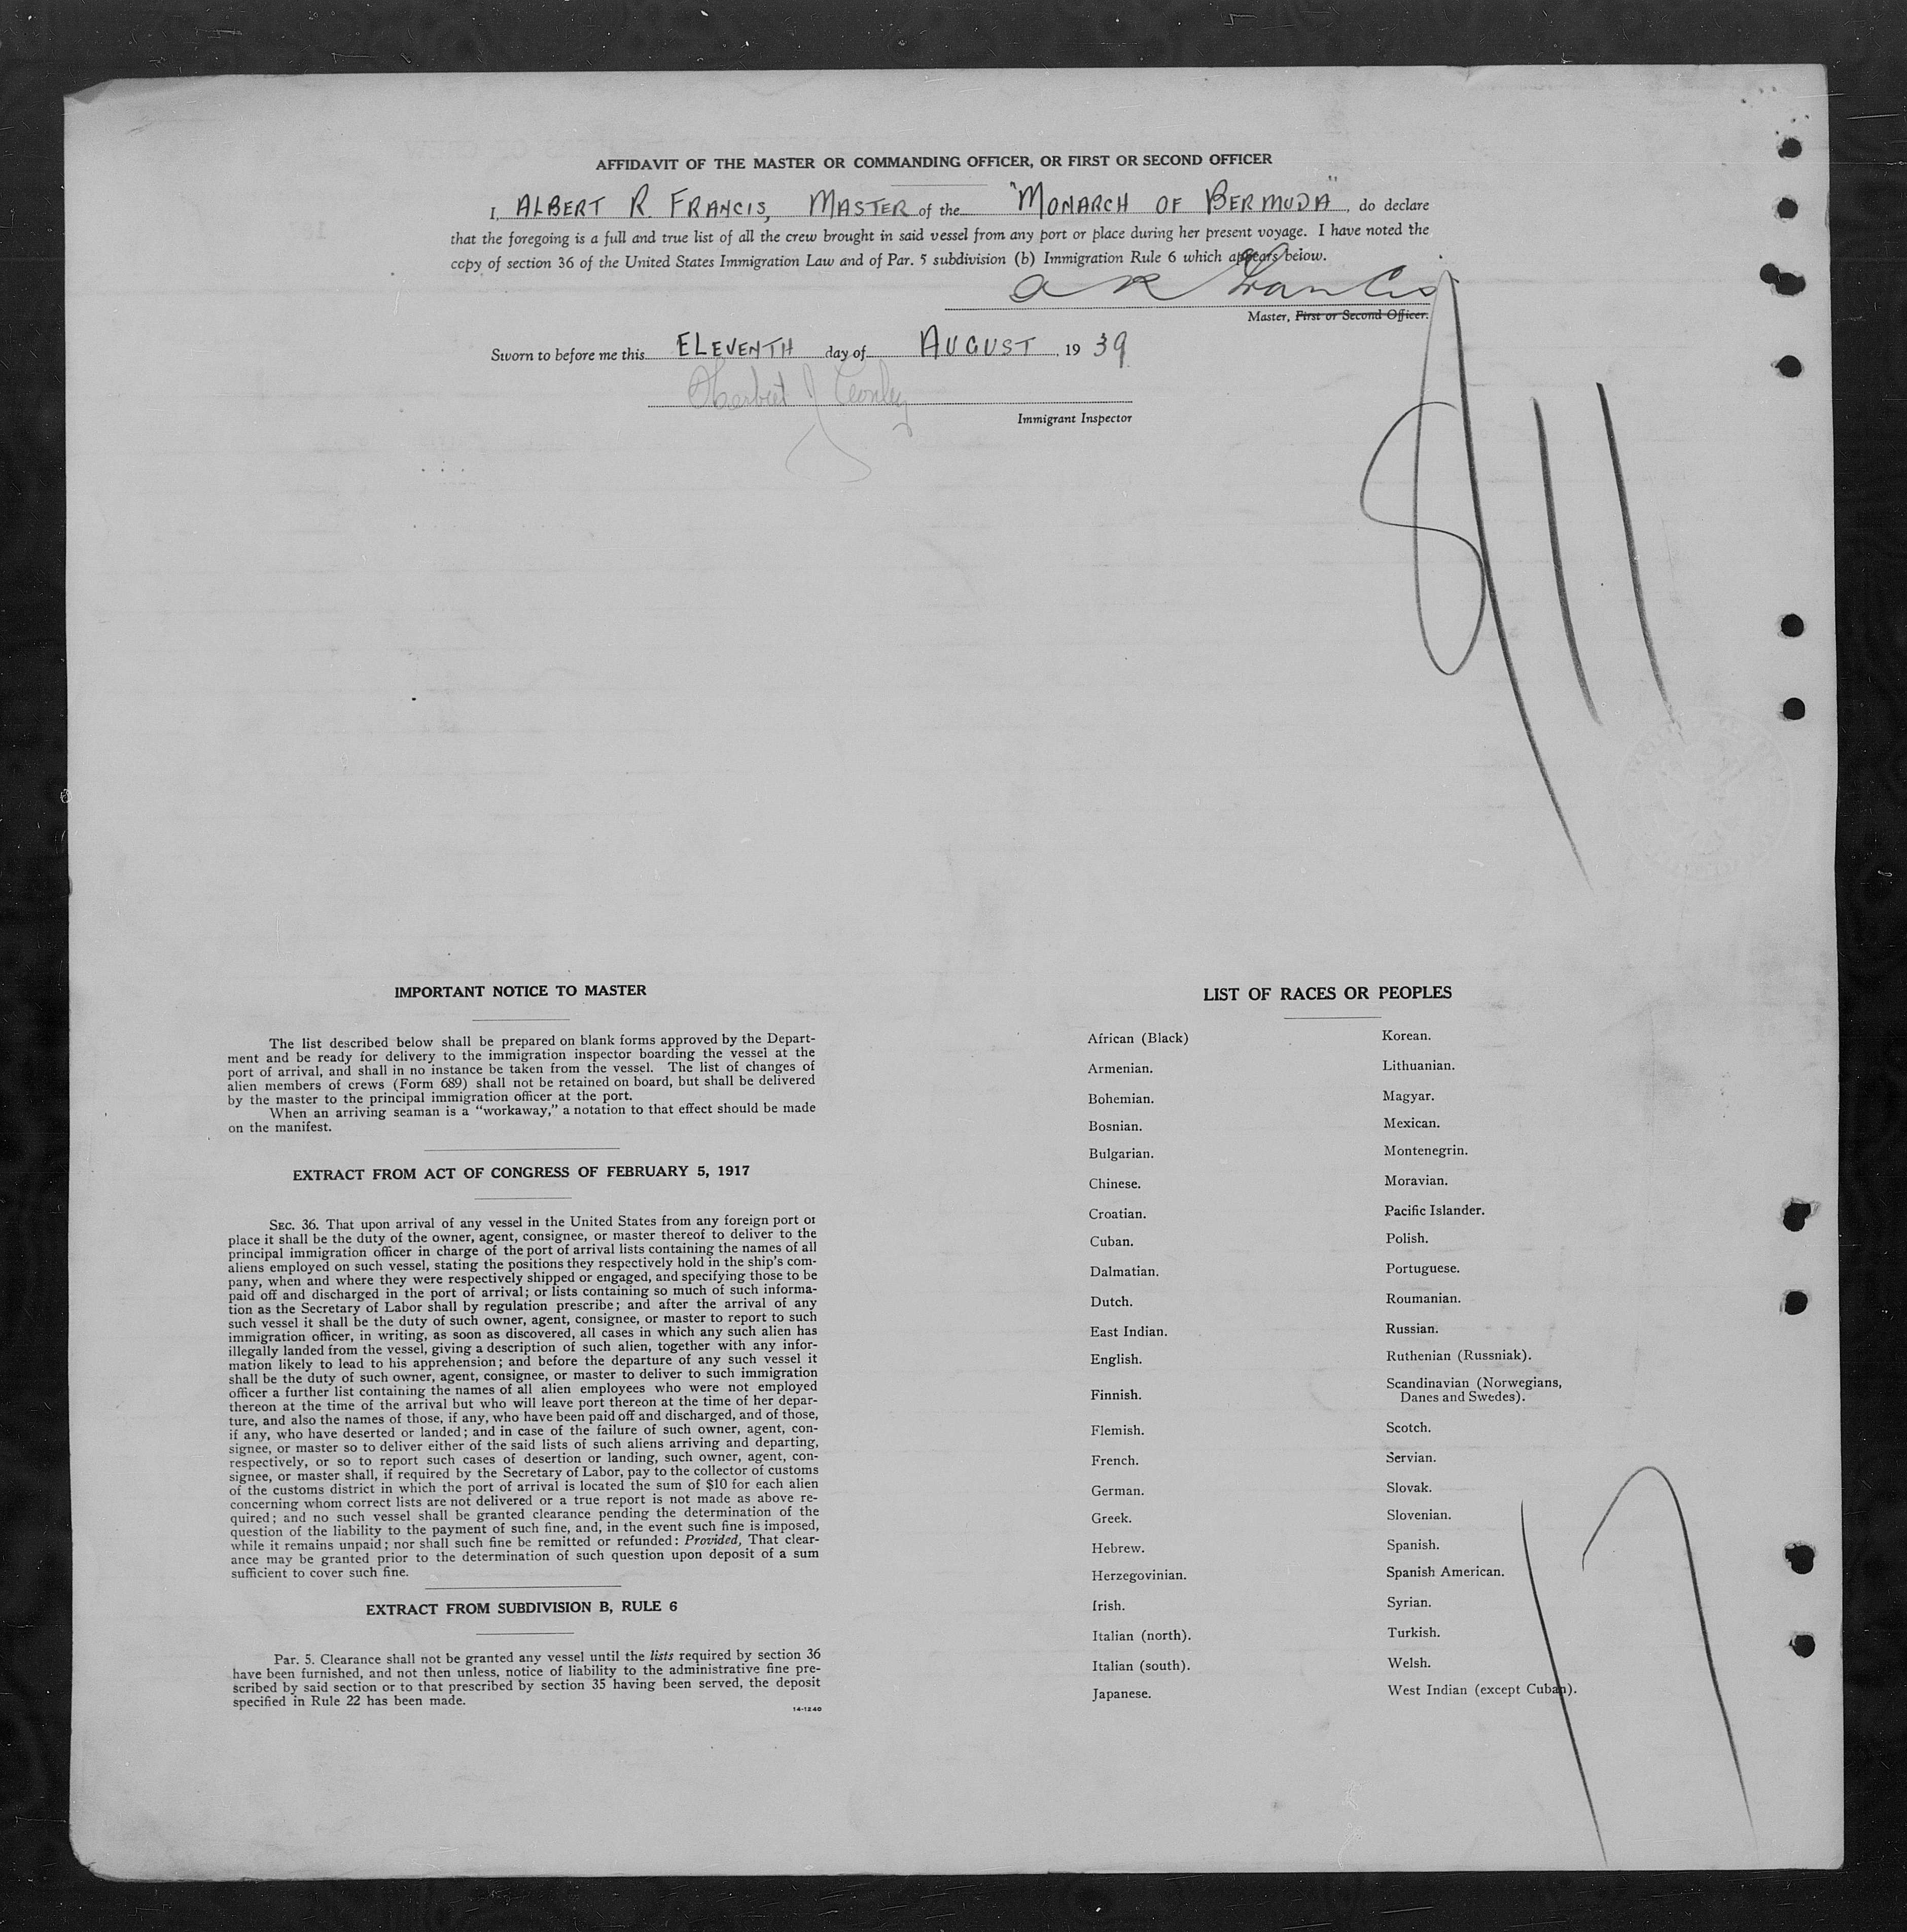 AFFIDAVIT OF THE MASTER OR COMMANDING OFFICER, OR FIRST OR SECOND OFFICER
I, ALBERT R. FRANCIS, MASTER of the "MONARCH OF BERMUDA", do declare
that the foregoing is a full and true list of all the crew brought in said vessel from any port or place during her present voyage. I have noted the
copy of section 36 of the United States Immigration Law and of Par. 5 subdivision (b) Immigration Rule 6 which appears below.
A R Francis
Master, First or Second Officer.
Sworn to before me this ELEVENTH day of AUGUST, 19 39
Immigrant Inspector
8/11
IMPORTANT NOTICE TO MASTER
The list described below shall be prepared on blank forms approved by the Depart-
ment and be ready for delivery to the immigration inspector boarding the vessel at the
port of arrival, and shall in no instance be taken from the vessel. The list of changes of
alien members of crews (Form 689) shall not be retained on board, but shall be delivered
by the master to the principal immigration officer at the port.
When an arriving seaman is a "workaway," a notation to that effect should be made
on the manifest.
EXTRACT FROM ACT OF CONGRESS OF FEBRUARY 5, 1917
SEC. 36. That upon arrival of any vessel in the United States from any foreign port or
place it shall be the duty of the owner, agent, consignee, or master thereof to deliver to the
principal immigration officer in charge of the port of arrival lists containing the names of all
aliens employed on such vessel, stating the positions they respectively hold in the ship's com-
pany, when and where they were respectively shipped or engaged, and specifying those to be
paid off and discharged in the port of arrival; or lists containing so much of such informa-
tion as the Secretary of Labor shall by regulation prescribe; and after the arrival of any
such vessel it shall be the duty of such owner, agent, consignee, or master to report to such
immigration officer, in writing, as soon as discovered, all cases in which any such alien has
illegally landed from the vessel, giving a description of such alien, together with any infor-
mation likely to lead to his apprehension; and before the departure of any such vessel it
shall be the duty of such owner, agent, consignee, or master to deliver to such immigration
officer a further list containing the names of all alien employees who were not employed
thereon at the time of the arrival but who will leave port thereon at the time of her depar-
ture, and also the names of those, if any, who have been paid off and discharged, and of those,
if any, who have deserted or landed; and in case of the failure of such owner, agent, con-
signee, or master so to deliver either of the said lists of such aliens arriving and departing,
respectively, or so to report such cases of desertion or landing, such owner, agent, con-
signee, or master shall, if required by the Secretary of Labor, pay to the collector of customs
of the customs district in which the port of arrival is located the sum of $10 for each alien
concerning whom correct lists are not delivered or a true report is not made as above re-
quired; and no such vessel shall be granted clearance pending the determination of the
question of the liability to the payment of such fine, and, in the event such fine is imposed,
while it remains unpaid; nor shall such fine be remitted or refunded: Provided, That clear-
ance may be granted prior to the determination of such question upon deposit of a sum
sufficient to cover such fine.
EXTRACT FROM SUBDIVISION B, RULE 6
Par. 5. Clearance shall not be granted any vessel until the lists required by section 36
have been furnished, and not then unless, notice of liability to the administrative fine pre-
scribed by said section or to that prescribed by section 35 having been served, the deposit
specified in Rule 22 has been made.
14-1240
LIST OF RACES OR PEOPLES
African (Black)
Armenian.
Bohemian.
Bosnian.
Bulgarian.
Chinese.
Croatian.
Cuban.
Dalmatian.
Dutch.
East Indian.
English.
Finnish.
Flemish.
French.
German.
Greek.
Hebrew.
Herzegovinian.
Irish.
Italian (north).
Italian (south).
Japanese.
Korean.
Lithuanian.
Magyar.
Mexican.
Montenegrin.
Moravian.
Pacific Islander.
Polish.
Portuguese.
Roumanian.
Russian.
Ruthenian (Russniak).
Scandinavian (Norwegians,
Danes and Swedes).
Scotch.
Servian.
Slovak.
Slovenian.
Spanish.
Spanish American.
Syrian.
Turkish.
Welsh.
West Indian (except Cuban).
17